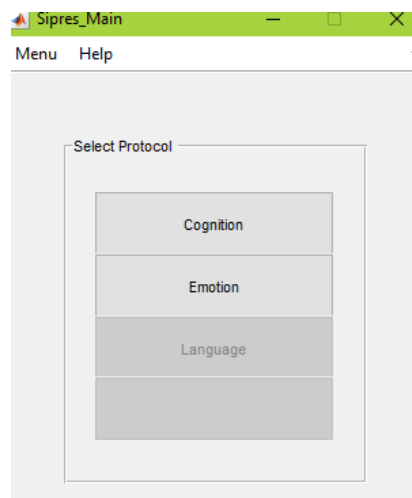 Sipres_Main
Menu Help
Select Protocol
Cognition
Emotion
Language